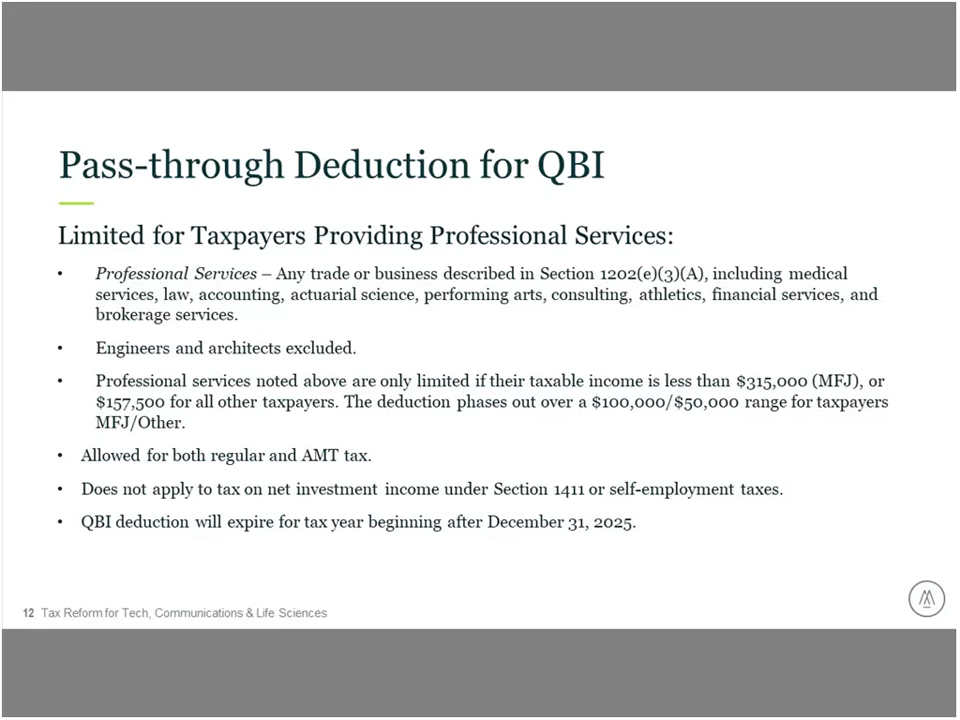 Pass-through Deduction for QBI
Limited for Taxpayers Providing Professional Services:
• Professional Services – Any trade or business described in Section 1202(e)(3)(A), including medical
services, law, accounting, actuarial science, performing arts, consulting, athletics, financial services, and
brokerage services.
• Engineers and architects excluded.
• Professional services noted above are only limited if their taxable income is less than $315,000 (MFJ), or
$157,500 for all other taxpayers. The deduction phases out over a $100,000/$50,000 range for taxpayers
MFJ/Other.
• Allowed for both regular and AMT tax.
• Does not apply to tax on net investment income under Section 1411 or self-employment taxes.
• QBI deduction will expire for tax year beginning after December 31, 2025.
12 Tax Reform for Tech, Communications & Life Sciences